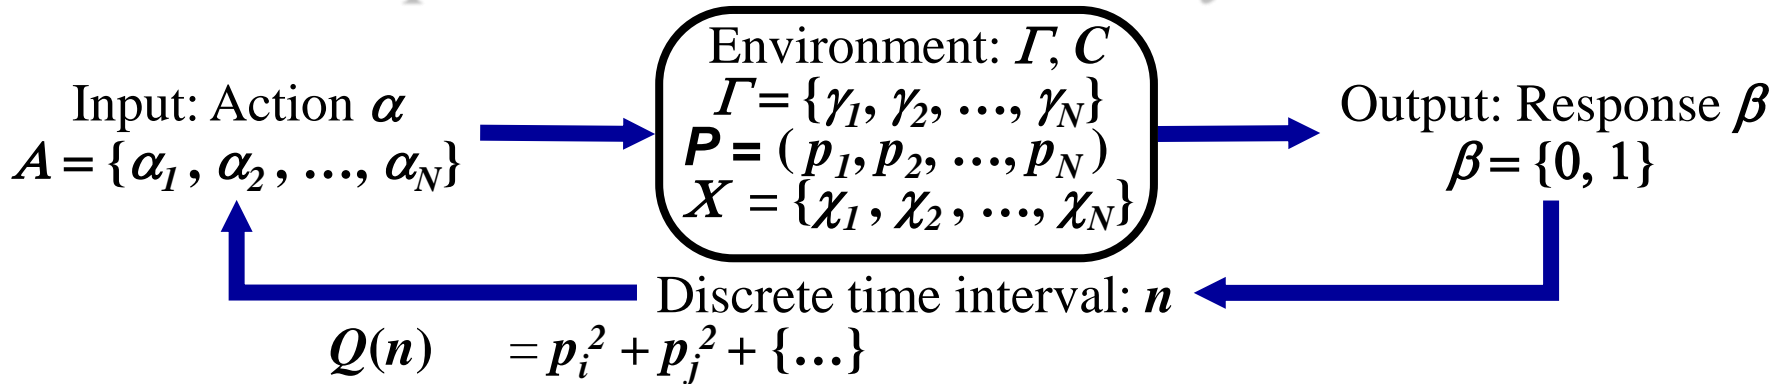 Environment: Γ, C
Γ = {γ1, γ2, …, γN}
P = ( p1, p2, …, pN )
X = {χ1 , χ2 , …, χN}
Input: Action α
A = {α1 , α2 , …, αN}
Output: Response β
β = {0, 1}
Discrete time interval: n
Q(n) = pi² + pj² + {…}